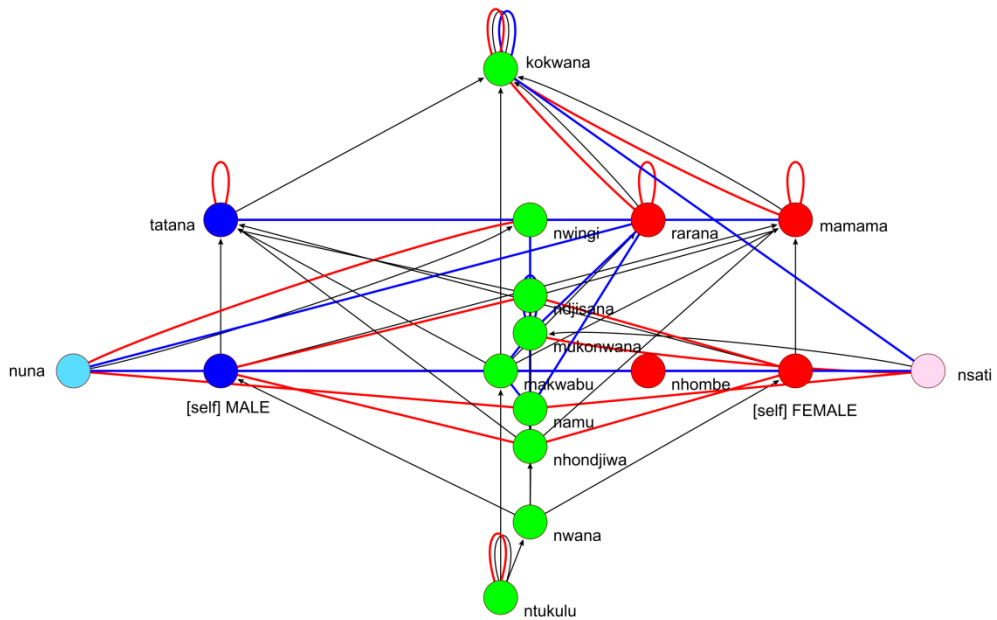 kokwana
tatana
nwingi
rarana
mamama
ndjisana
mukonwana
nuna
makwabu
nhombe
nsati
[self] MALE
[self] FEMALE
namu
nhondjiwa
nwana
ntukulu